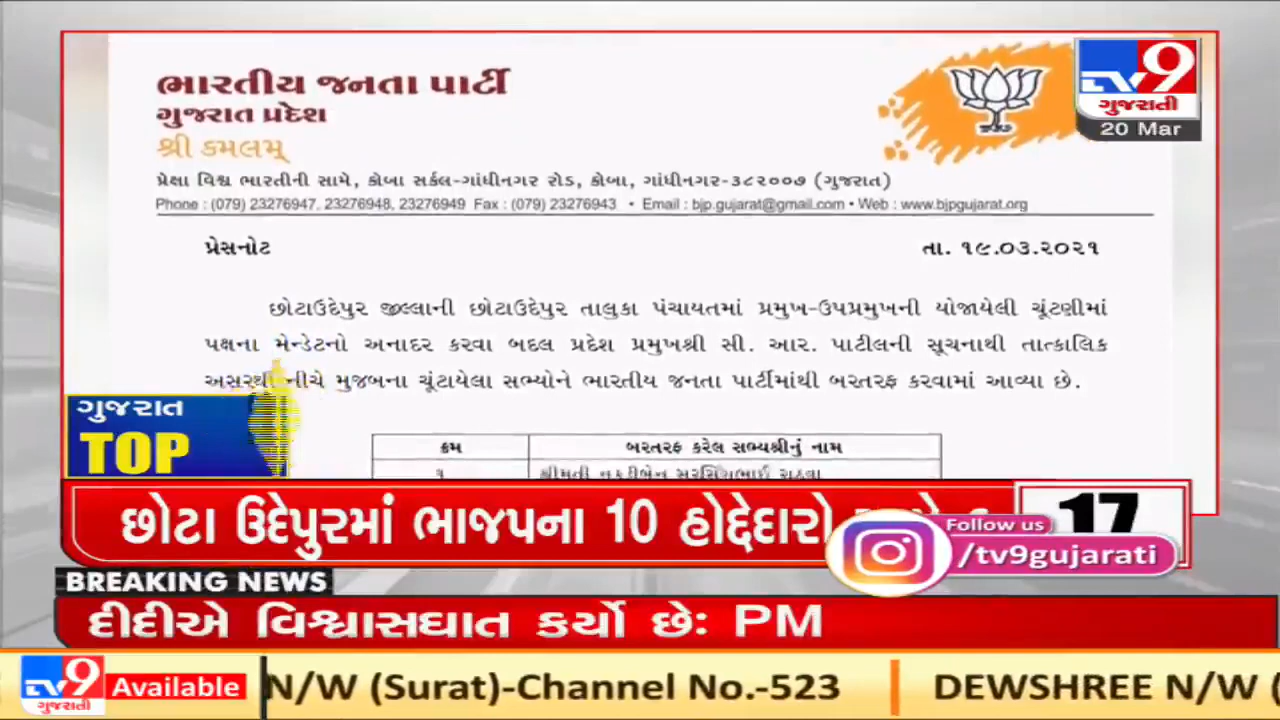 ભારતીય જનતા પાર્ટી
ગુજરાત પ્રદેશ
શ્રી કમલમ્
પ્રેક્ષા વિશ્વ ભારતીની સામે, કોબા સર્કલ-ગાંધીનગર રોડ, કોબા, ગાંધીનગર-૩૮૨૦૦૭ (ગુજરાત)
Phone : (079) 23276947, 23276948, 23276949 Fax : (079) 23276943 • Email : bjp.gujarat@gmail.com • Web : www.bjpgujarat.org
TV9
ગુજરાતી
20 Mar
પ્રેસનોટ તા. ૧૯.૦૩.૨૦૨૧
છોટાઉદેપુર જીલ્લાની છોટાઉદેપુર તાલુકા પંચાયતમાં પ્રમુખ-ઉપપ્રમુખની યોજાયેલી ચૂંટણીમાં
પક્ષના મેન્ડેટનો અનાદર કરવા બદલ પ્રદેશ પ્રમુખશ્રી સી. આર. પાટીલની સૂચનાથી તાત્કાલિક
અસરથી નીચે મુજબના ચૂંટાયેલા સભ્યોને ભારતીય જનતા પાર્ટીમાંથી બરતરફ કરવામાં આવ્યા છે.
ક્રમ બરતરફ કરેલ સભ્યશ્રીનું નામ
ગુજરાત
TOP
છોટા ઉદેપુરમાં ભાજપના 10 હોદ્દેદારો
17
Follow us
/tv9gujarati
BREAKING NEWS
દીદીએ વિશ્વાસઘાત કર્યો છેઃ PM
TV9
ગુજરાતી
Available
N/W (Surat)-Channel No.-523 DEWSHREE N/W (